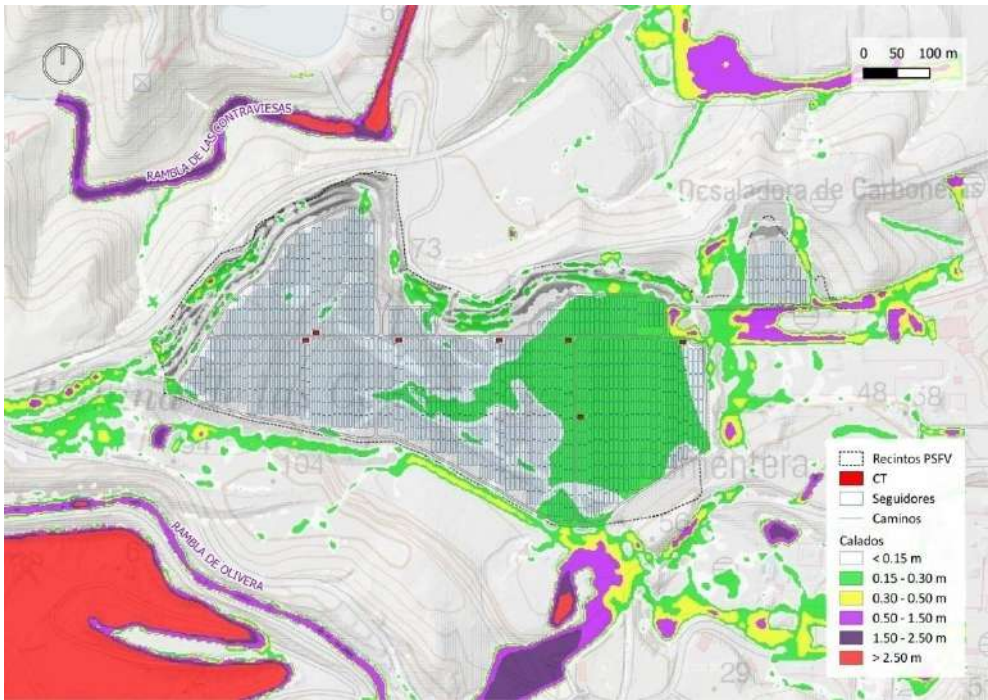 0 50 100 m
RAMBLA DE LAS CONTRAVIESAS
Desaladora de Carboneras
73
48
58
104
RAMBLA DE OLIVERA
29
Recintos PSFV
CT
Seguidores
Caminos
Calados
< 0.15 m
0.15 - 0.30 m
0.30 - 0.50 m
0.50 - 1.50 m
1.50 - 2.50 m
> 2.50 m